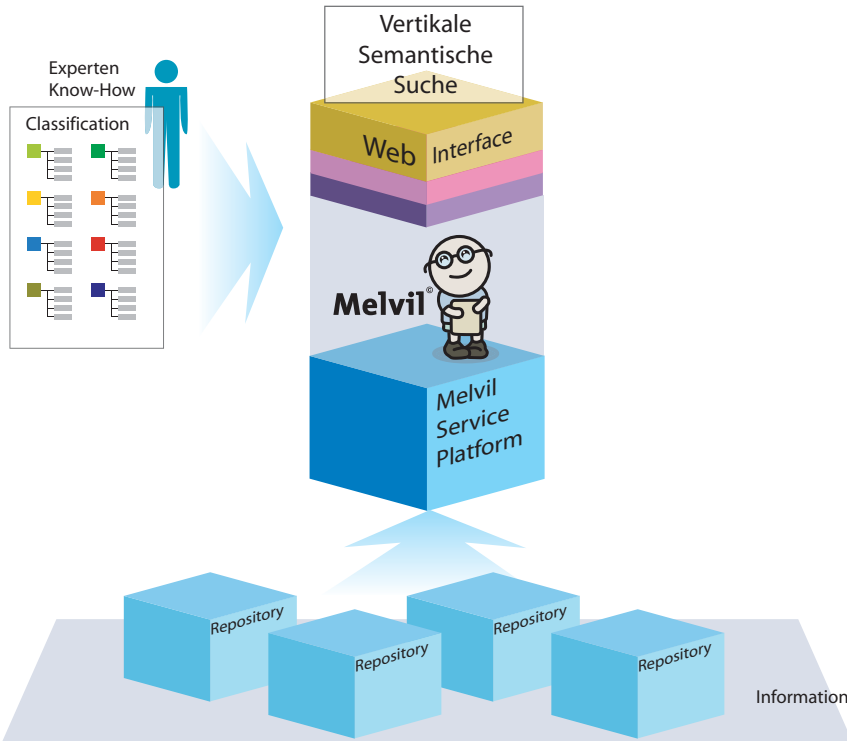 Vertikale
Semantische
Suche
Experten
Know-How
Classification
Web Interface
Melvil©
Melvil
Service
Platform
Repository
Repository
Repository
Repository
Information